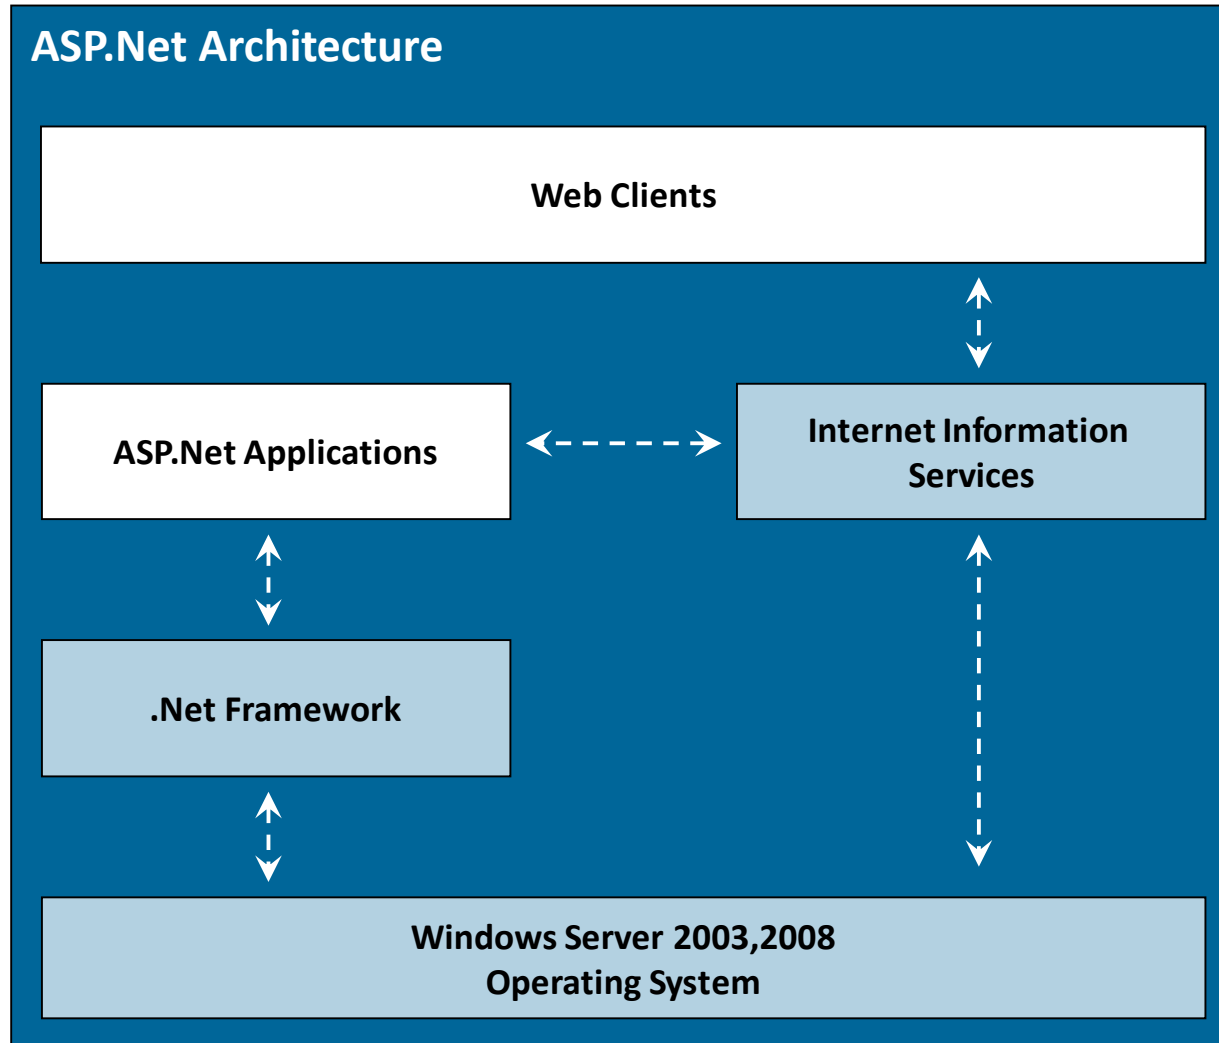 ASP.Net Architecture
Web Clients
ASP.Net Applications
Internet Information
Services
.Net Framework
Windows Server 2003,2008
Operating System